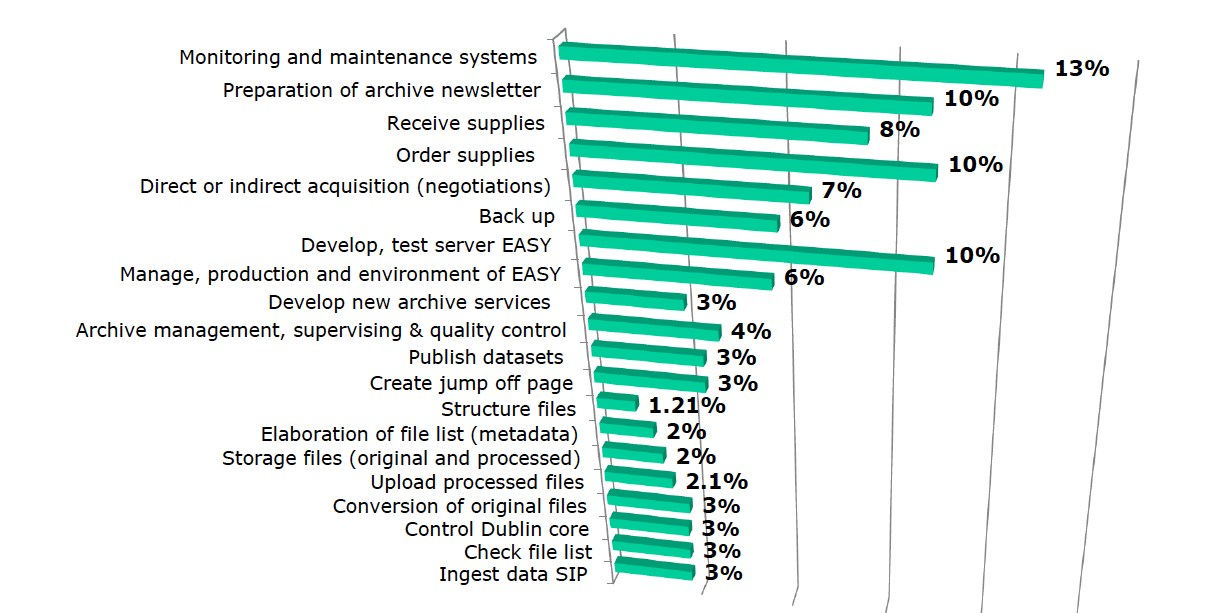 Monitoring and maintenance systems 13%
Preparation of archive newsletter 10%
Receive supplies 8%
Order supplies 10%
Direct or indirect acquisition (negotiations) 7%
Back up 6%
Develop, test server EASY 10%
Manage, production and environment of EASY 6%
Develop new archive services 3%
Archive management, supervising & quality control 4%
Publish datasets 3%
Create jump off page 3%
Structure files 1.21%
Elaboration of file list (metadata) 2%
Storage files (original and processed) 2%
Upload processed files 2.1%
Conversion of original files 3%
Control Dublin core 3%
Check file list 3%
Ingest data SIP 3%